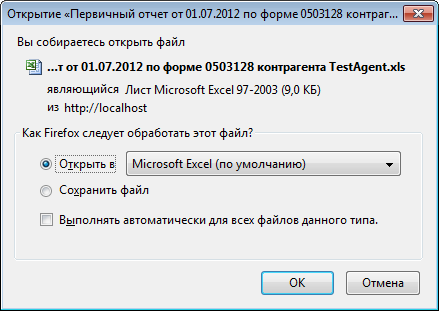 Открытие «Первичный отчет от 01.07.2012 по форме 0503128 контраг...
Вы собираетесь открыть файл
...т от 01.07.2012 по форме 0503128 контрагента TestAgent.xls
являющийся Лист Microsoft Excel 97-2003 (9,0 КБ)
из http://localhost
Как Firefox следует обработать этот файл?
Открыть в Microsoft Excel (по умолчанию)
Сохранить файл
Выполнять автоматически для всех файлов данного типа.
OK Отмена